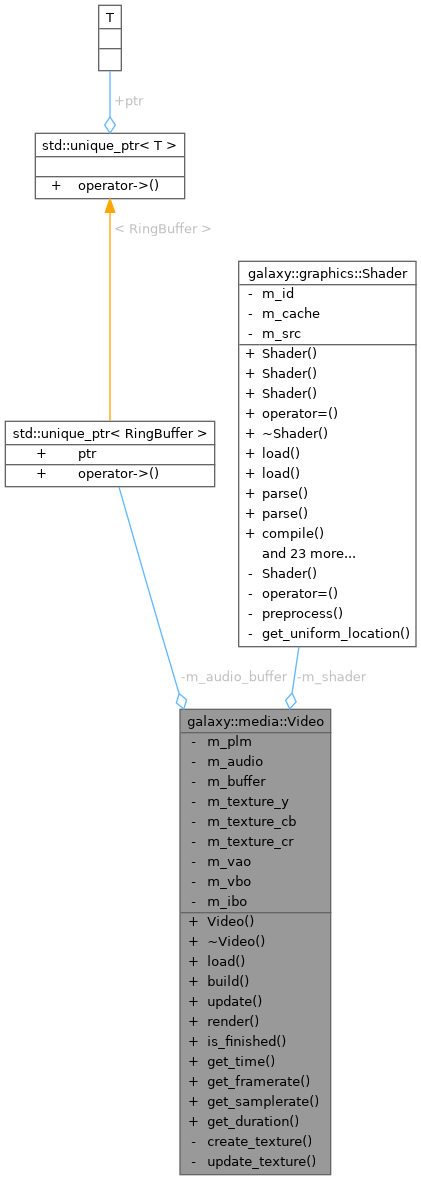 T
+ptr
std::unique_ptr< T >
+ operator->()
< RingBuffer >
galaxy::graphics::Shader
- m_id
- m_cache
- m_src
+ Shader()
+ Shader()
+ Shader()
+ operator=()
+ ~Shader()
+ load()
+ load()
+ parse()
+ parse()
+ compile()
and 23 more...
- Shader()
- operator=()
- preprocess()
- get_uniform_location()
std::unique_ptr< RingBuffer >
+ ptr
+ operator->()
-m_audio_buffer
-m_shader
galaxy::media::Video
- m_plm
- m_audio
- m_buffer
- m_texture_y
- m_texture_cb
- m_texture_cr
- m_vao
- m_vbo
- m_ibo
+ Video()
+ ~Video()
+ load()
+ build()
+ update()
+ render()
+ is_finished()
+ get_time()
+ get_framerate()
+ get_samplerate()
+ get_duration()
- create_texture()
- update_texture()